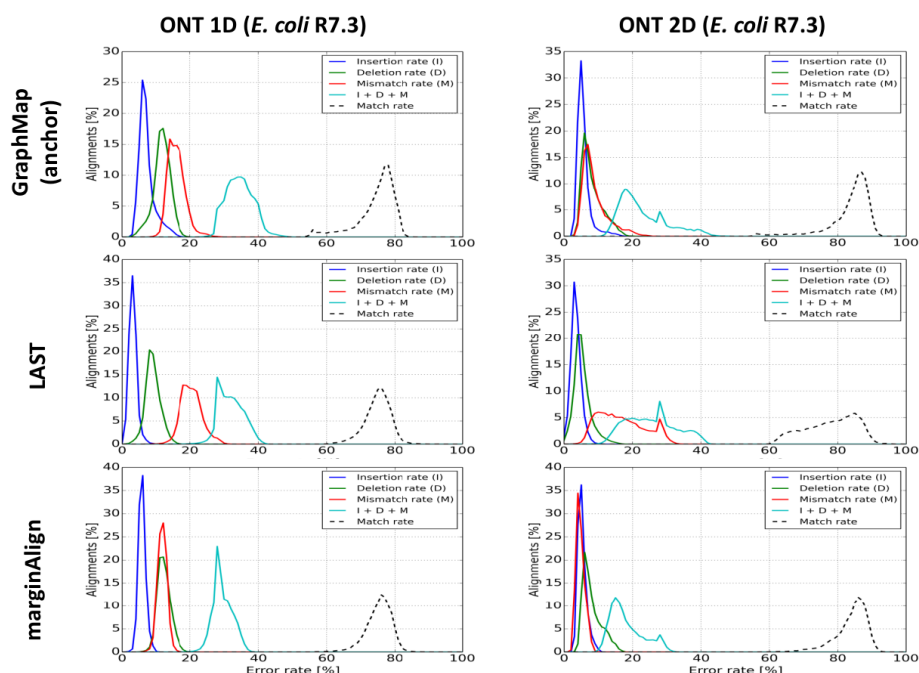 ONT 1D (E. coli R7.3)
ONT 2D (E. coli R7.3)
GraphMap
(anchor)
Alignments [%]
30
25
20
15
10
5
0
0 20 40 60 80 100
Insertion rate (I)
Deletion rate (D)
Mismatch rate (M)
I + D + M
Match rate
Alignments [%]
35
30
25
20
15
10
5
0
0 20 40 60 80 100
Insertion rate (I)
Deletion rate (D)
Mismatch rate (M)
I + D + M
Match rate
LAST
Alignments [%]
40
35
30
25
20
15
10
5
0
0 20 40 60 80 100
Insertion rate (I)
Deletion rate (D)
Mismatch rate (M)
I + D + M
Match rate
Alignments [%]
35
30
25
20
15
10
5
0
0 20 40 60 80 100
Insertion rate (I)
Deletion rate (D)
Mismatch rate (M)
I + D + M
Match rate
marginAlign
Alignments [%]
40
35
30
25
20
15
10
5
0
0 20 40 60 80 100
Error rate [%]
Insertion rate (I)
Deletion rate (D)
Mismatch rate (M)
I + D + M
Match rate
Alignments [%]
40
35
30
25
20
15
10
5
0
0 20 40 60 80 100
Error rate [%]
Insertion rate (I)
Deletion rate (D)
Mismatch rate (M)
I + D + M
Match rate